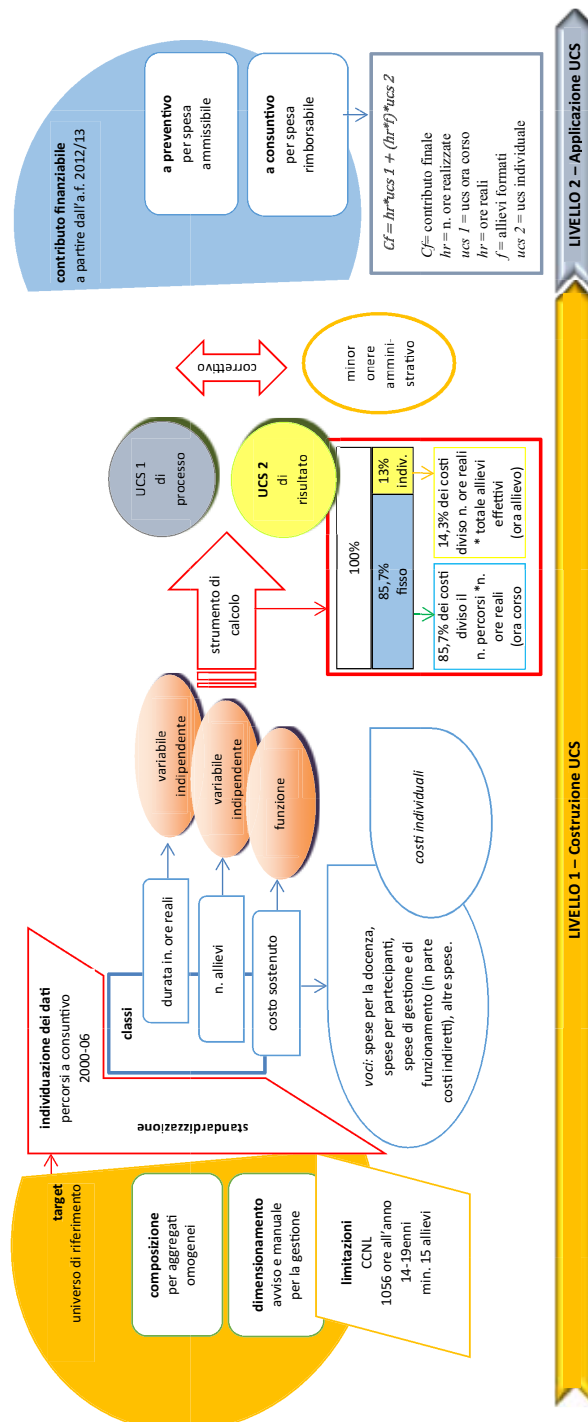 target
universo di riferimento
composizione
per aggregati
omogenei
dimensionamento
avviso e manuale
per la gestione
limitazioni
CCNL
1056 ore all'anno
14-19enni
min. 15 allievi
individuazione dei dati
percorsi a consuntivo
2000-06
standardizzazione
classi
durata in. ore reali
n. allievi
costo sostenuto
variabile
indipendente
variabile
indipendente
funzione
voci: spese per la docenza,
spese per partecipanti,
spese di gestione e di
funzionamento (in parte
costi indiretti), altre spese.
costi individuali
strumento di
calcolo
UCS 1
di
processo
UCS 2
di
risultato
100%
85,7%
fisso
13%
indiv.
85,7% dei costi
diviso il
n. percorsi *n.
ore reali
(ora corso
14,3% dei costi
diviso n. ore reali
* totale allievi
effettivi
(ora allievo)
correttivo
minor
onere
ammini-
strativo
contributo finanziabile
a partire dall'a.f. 2012/13
a preventivo
per spesa
ammissibile
a consuntivo
per spesa
rimborsabile
Cf = hr*ucs 1 + (hr*f)*ucs 2
Cf= contributo finale
hr = n. ore realizzate
ucs 1 = ucs ora corso
hr = ore reali
f = allievi formati
ucs 2 = ucs individuale
LIVELLO 1 – Costruzione UCS
LIVELLO 2 – Applicazione UCS